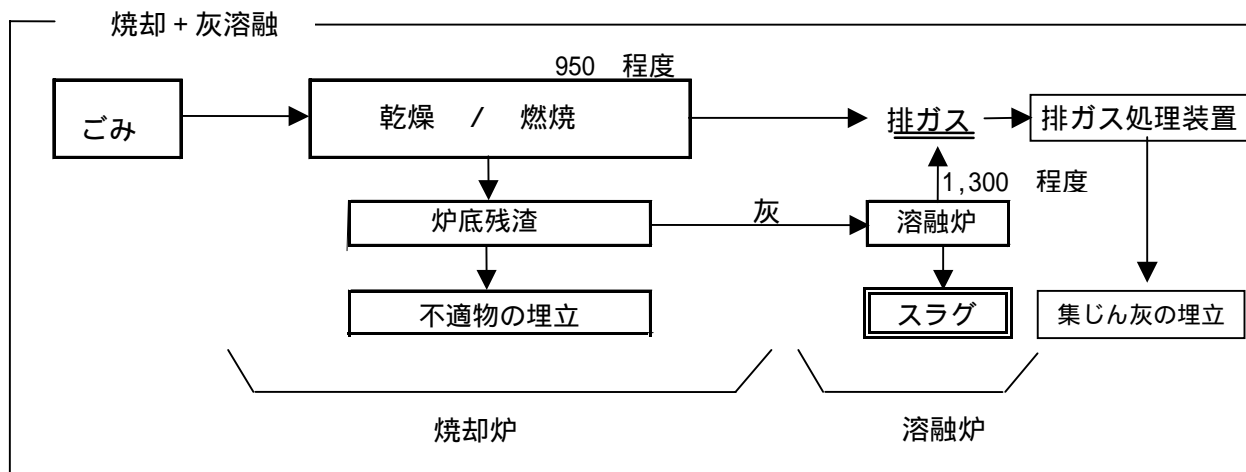 焼却 + 灰溶融
950 程度
ごみ
乾燥 / 燃焼
排ガス
排ガス処理装置
1,300 程度
炉底残渣
灰
溶融炉
不適物の埋立
スラグ
集じん灰の埋立
焼却炉
溶融炉